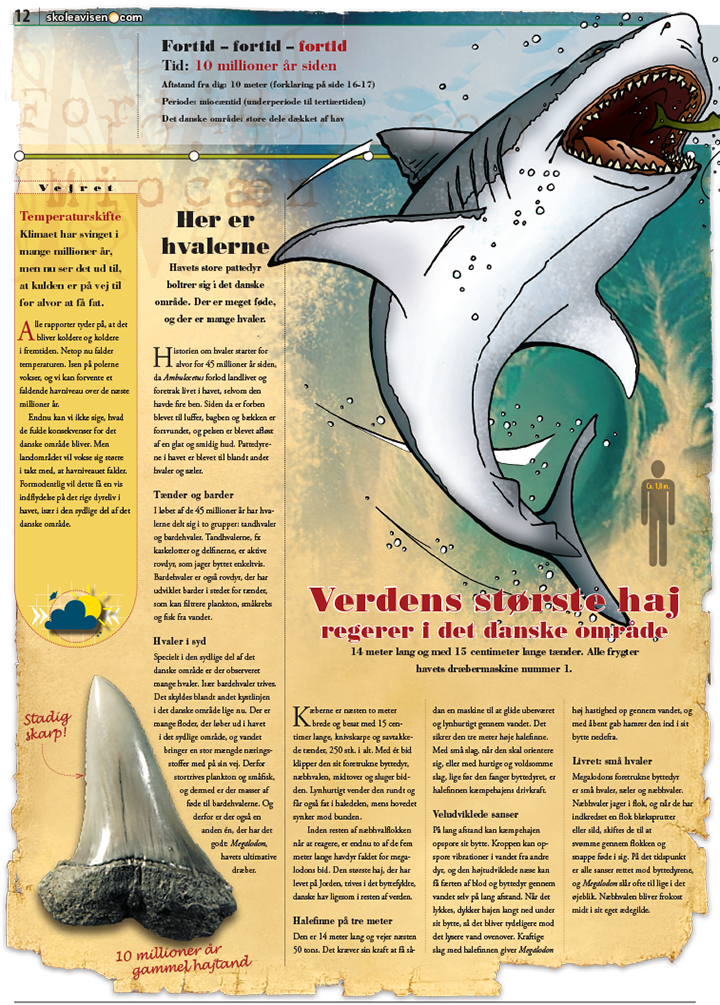 12 | skoleavisen.com
Fortid – fortid – fortid
Tid: 10 millioner år siden
Afstand fra dig: 10 meter (forklaring på side 16-17)
Periode: miocæntid (underperiode til tertiærtiden)
Det danske område: store dele dækket af hav
Miocæn
Vejret
Temperaturskifte
Klimaet har svinget i
mange millioner år,
men nu ser det ud til,
at kulden er på vej til
for alvor at få fat.
Alle rapporter tyder på, at det
bliver koldere og koldere
i fremtiden. Netop nu falder
temperaturen. Isen på polerne
vokser, og vi kan forvente et
faldende havniveau over de næste
millioner år.
Endnu kan vi ikke sige, hvad
de fulde konsekvenser for det
danske område bliver. Men
landområdet vil vokse sig større
i takt med, at havniveauet falder.
Formodentlig vil dette få en vis
indflydelse på det rige dyreliv i
havet, især i den sydlige del af det
danske område.
Her er
hvalerne
Havets store pattedyr
boltrer sig i det danske
område. Der er meget føde,
og der er mange hvaler.
Historien om hvaler starter for
alvor for 45 millioner år siden,
da Ambulocetus forlod landlivet og
foretrak livet i havet, selvom den
havde fire ben. Siden da er forben
blevet til luffer, bagben og bækken er
forsvundet, og pelsen er blevet afløst
af en glat og smidig hud. Pattedyre-
ne i havet er blevet til blandt andet
hvaler og sæler.
Tænder og barder
I løbet af de 45 millioner år har hva-
lerne delt sig i to grupper: tandhvaler
og bardehvaler. Tandhvalerne, fx
kaskelotter og delfinerne, er aktive
rovdyr, som jager byttet enkeltvis.
Bardehvaler er også rovdyr, der har
udviklet barder i stedet for tænder,
som kan filtrere plankton, småkrebs
og fisk fra vandet.
Hvaler i syd
Specielt i den sydlige del af det
danske område er der observeret
mange hvaler. Især bardehvaler trives.
Det skyldes blandt andet kystlinjen
i det danske område lige nu. Der er
mange floder, der løber ud i havet
i det sydlige område, og vandet
bringer en stor mængde nærings-
stoffer med på sin vej. Derfor
stortrives plankton og småfisk,
og dermed er der masser af
føde til bardehvalerne. Og
derfor er der også en
anden én, der har det
godt: Megalodon,
havets ultimative
dræber.
Stadig
skarp!
10 millioner år
gammel hajtand
Ca. 1,8 m.
Verdens største haj
regerer i det danske område
14 meter lang og med 15 centimeter lange tænder. Alle frygter
havets dræbermaskine nummer 1.
Kæberne er næsten to meter
brede og besat med 15 cen-
timeter lange, knivskarpe og savtakke-
de tænder, 250 stk. i alt. Med ét bid
klipper den sit foretrukne byttedyr,
næbhvalen, midtover og sluger bid-
den. Lynhurtigt vender den rundt og
får også fat i haledelen, mens hovedet
synker mod bunden.
Inden resten af næbhvalflokken
når at reagere, er endnu to af de fem
meter lange havdyr faldet for mega-
lodons bid. Den største haj, der har
levet på Jorden, trives i det byttefyldte,
danske hav ligesom i resten af verden.
Halefinne på tre meter
Den er 14 meter lang og vejer næsten
50 tons. Det kræver sin kraft at få så-
dan en maskine til at glide ubesværet
og lynhurtigt gennem vandet. Det
sikrer den tre meter høje halefinne.
Med små slag, når den skal orientere
sig, eller med hurtige og voldsomme
slag, lige før den fanger byttedyret, er
halefinnen kæmpehajens drivkraft.
Veludviklede sanser
På lang afstand kan kæmpehajen
opspore sit bytte. Kroppen kan op-
spore vibrationer i vandet fra andre
dyr, og den højtudviklede næse kan
få færten af blod og byttedyr gennem
vandet selv på lang afstand. Når det
lykkes, dykker hajen langt ned under
sit bytte, så det bliver tydeligere mod
det lysere vand ovenover. Kraftige
slag med halefinnen giver Megalodon
høj hastighed op gennem vandet, og
med åbent gab hamrer den ind i sit
bytte nedefra.
Livret: små hvaler
Megalodons foretrukne byttedyr
er små hvaler, sæler og næbhvaler.
Næbhvaler jager i flok, og når de har
indkredset en flok blæksprutter
eller sild, skiftes de til at
svømme gennem flokken og
snappe føde i sig. På det tidspunkt
er alle sanser rettet mod byttedyrene,
og Megalodon slår ofte til lige i det
øjeblik. Næbhvalen bliver frokost
midt i sit eget ædegilde.